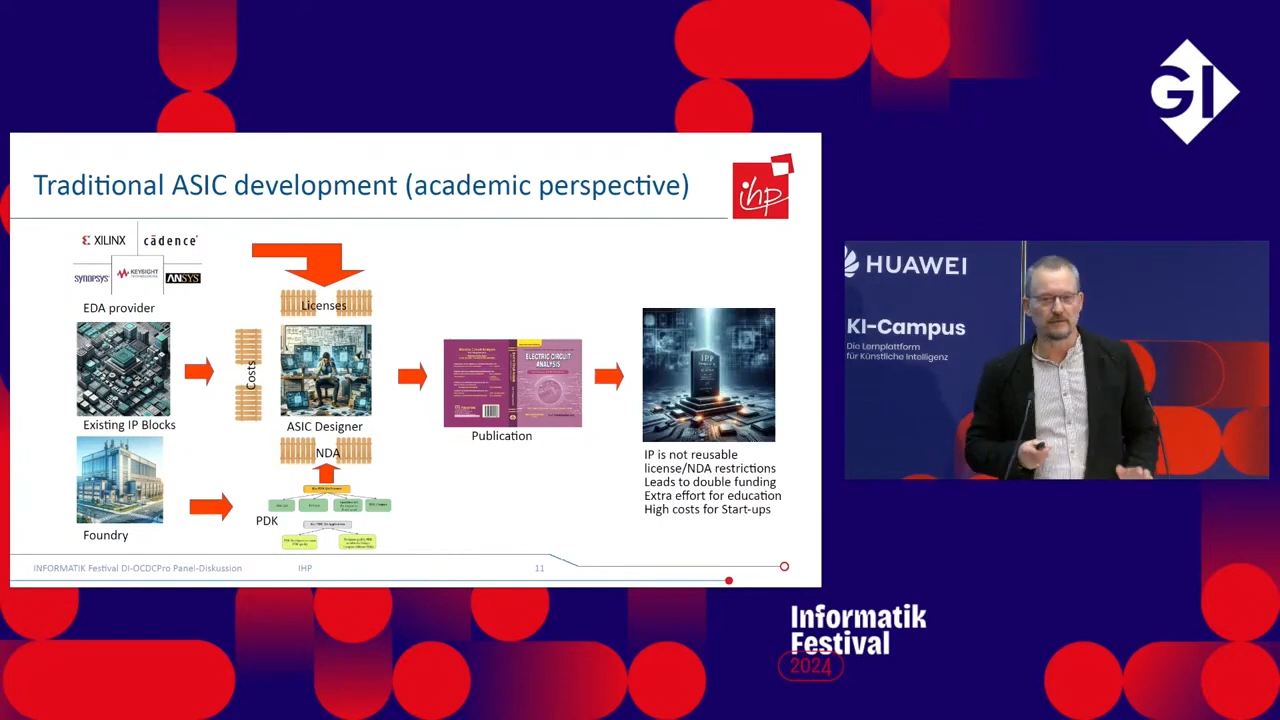 GI
Traditional ASIC development (academic perspective)
ihp
XILINX
cādence
SYNOPSYS
KEYSIGHT
TECHNOLOGIES
ANSYS
EDA provider
Licenses
Costs
Existing IP Blocks
ASIC Designer
NDA
PDK
Foundry
ELECTRIC CIRCUIT
ANALYSIS
Publication
IPP
IP is not reusable
license/NDA restrictions
Leads to double funding
Extra effort for education
High costs for Start-ups
INFORMATIK Festival DI-OCDCPro Panel-Diskussion
IHP
11
HUAWEI
KI-Campus
Die Lernplattform
für Künstliche Intelligenz
Informatik
Festival
2024